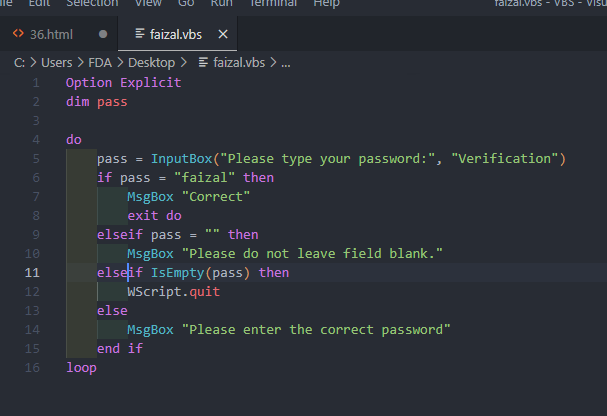 File Edit Selection View Go Run Terminal Help faizal.vbs - VBS - Visu
36.html faizal.vbs
C: > Users > FDA > Desktop > faizal.vbs > ...
1 Option Explicit
2 dim pass
3
4 do
5 pass = InputBox("Please type your password:", "Verification")
6 if pass = "faizal" then
7 MsgBox "Correct"
8 exit do
9 elseif pass = "" then
10 MsgBox "Please do not leave field blank."
11 elseif IsEmpty(pass) then
12 WScript.quit
13 else
14 MsgBox "Please enter the correct password"
15 end if
16 loop